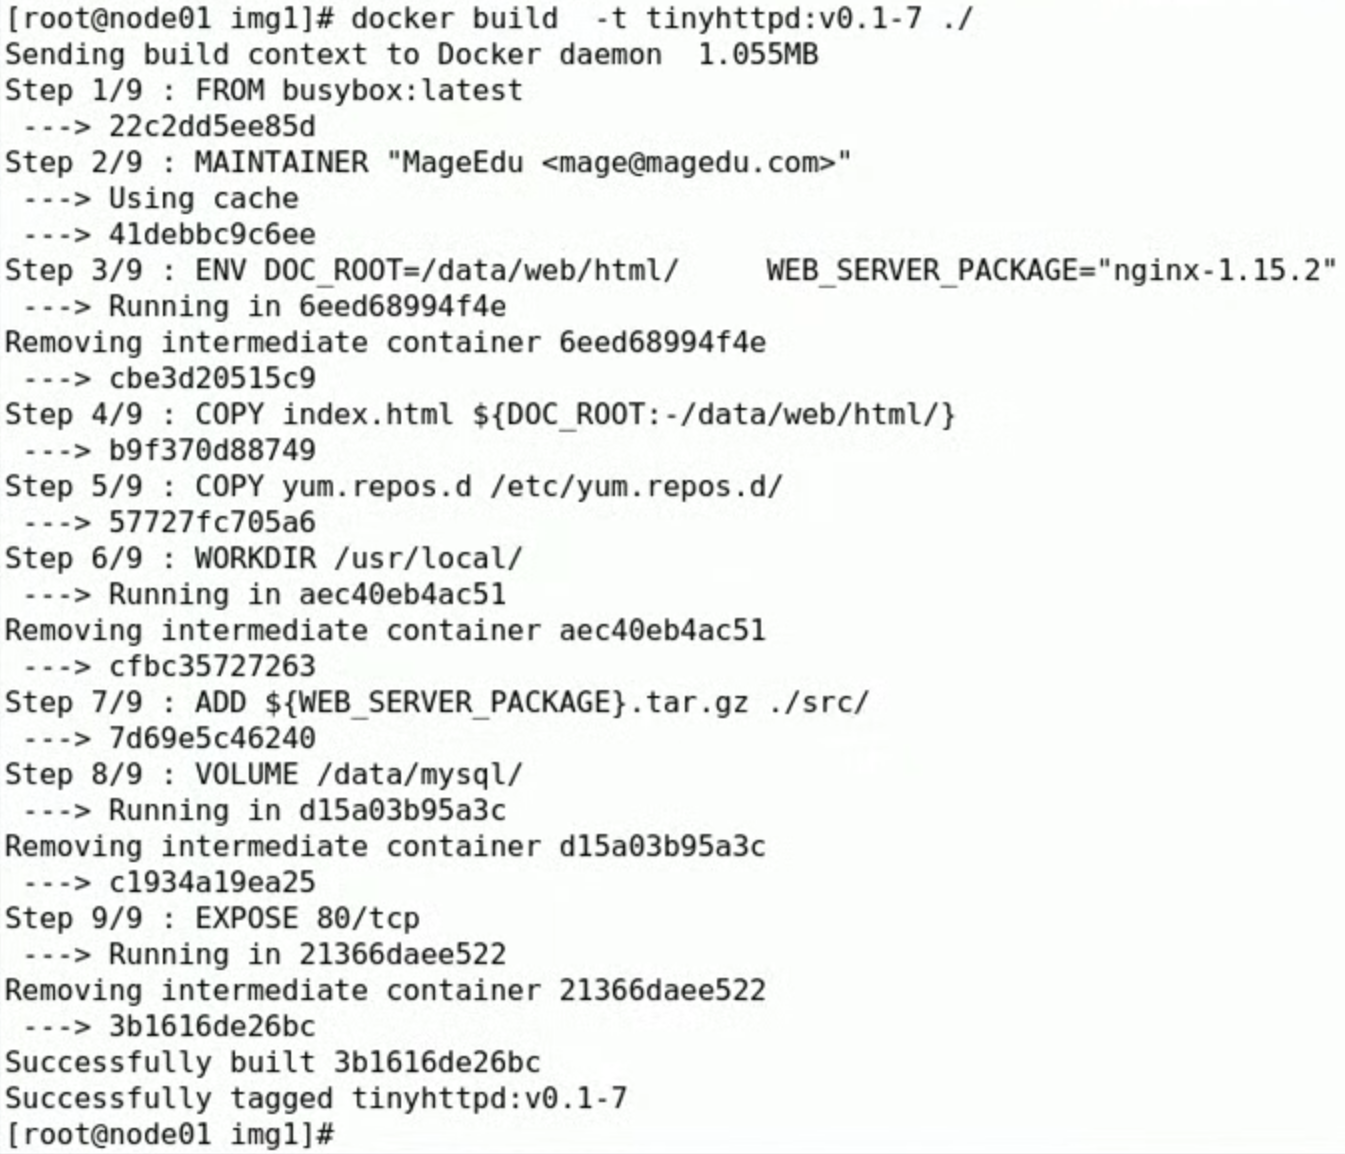 [root@node01 img1]# docker build  -t tinyhttpd:v0.1-7 ./
Sending build context to Docker daemon  1.055MB
Step 1/9 : FROM busybox:latest
 ---> 22c2dd5ee85d
Step 2/9 : MAINTAINER "MageEdu <mage@magedu.com>"
 ---> Using cache
 ---> 41debbc9c6ee
Step 3/9 : ENV DOC_ROOT=/data/web/html/     WEB_SERVER_PACKAGE="nginx-1.15.2"
 ---> Running in 6eed68994f4e
Removing intermediate container 6eed68994f4e
 ---> cbe3d20515c9
Step 4/9 : COPY index.html ${DOC_ROOT:-/data/web/html/}
 ---> b9f370d88749
Step 5/9 : COPY yum.repos.d /etc/yum.repos.d/
 ---> 57727fc705a6
Step 6/9 : WORKDIR /usr/local/
 ---> Running in aec40eb4ac51
Removing intermediate container aec40eb4ac51
 ---> cfbc35727263
Step 7/9 : ADD ${WEB_SERVER_PACKAGE}.tar.gz ./src/
 ---> 7d69e5c46240
Step 8/9 : VOLUME /data/mysql/
 ---> Running in d15a03b95a3c
Removing intermediate container d15a03b95a3c
 ---> c1934a19ea25
Step 9/9 : EXPOSE 80/tcp
 ---> Running in 21366daee522
Removing intermediate container 21366daee522
 ---> 3b1616de26bc
Successfully built 3b1616de26bc
Successfully tagged tinyhttpd:v0.1-7
[root@node01 img1]#